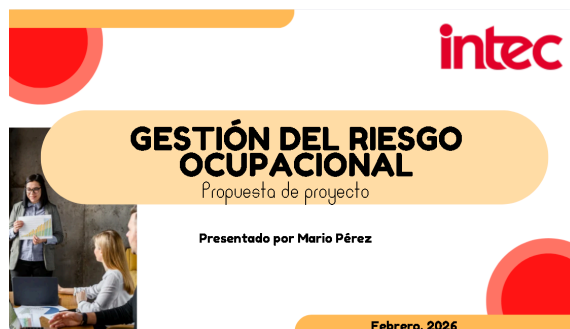 intec
GESTIÓN DEL RIESGO
OCUPACIONAL
Propuesta de proyecto
Presentado por Mario Pérez
Febrero, 2026